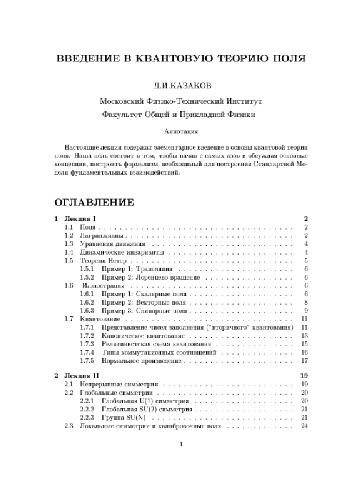 ВВЕДЕНИЕ В КВАНТОВУЮ ТЕОРИЮ ПОЛЯ
Д.И.КАЗАКОВ
Московский Физико-Технический Институт
Факультет Общей и Прикладной Физики
Аннотация
Настоящие лекции содержат элементарное введение в основы квантовой теории
поля. Наша цель состоит в том, чтобы начав с самых азов и обсуждая основные
концепции, построить формализм, необходимый для построения Стандартной Мо-
дели фундаментальных взаимодействий.
ОГЛАВЛЕНИЕ
1 Лекция I 2
1.1 Поля 2
1.2 Лагранжианы 2
1.3 Уравнения движения 4
1.4 Динамические инварианты 4
1.5 Теорема Нетер 5
1.5.1 Пример 1: Трансляции 6
1.5.2 Пример 2: Лоренцево вращение 6
1.6 Иллюстрации 6
1.6.1 Пример 1: Скалярные поля 6
1.6.2 Пример 2: Векторные поля 8
1.6.3 Пример 3: Спинорные поля 9
1.7 Квантование 11
1.7.1 Представление чисел заполнения ("вторичного" квантования) 11
1.7.2 Каноническое квантование 13
1.7.3 Релятивистская схема квантования 15
1.7.4 Типы коммутационных соотношений 16
1.7.5 Нормальное произведение 17
2 Лекция II 19
2.1 Непрерывные симметрии 19
2.2 Глобальные симметрии 20
2.2.1 Глобальная U(1) симметрия 20
2.2.2 Глобальная SU(2) симметрия 21
2.2.3 Группа SU(N) 21
2.3 Локальные симметрии и калибровочные поля 24
1